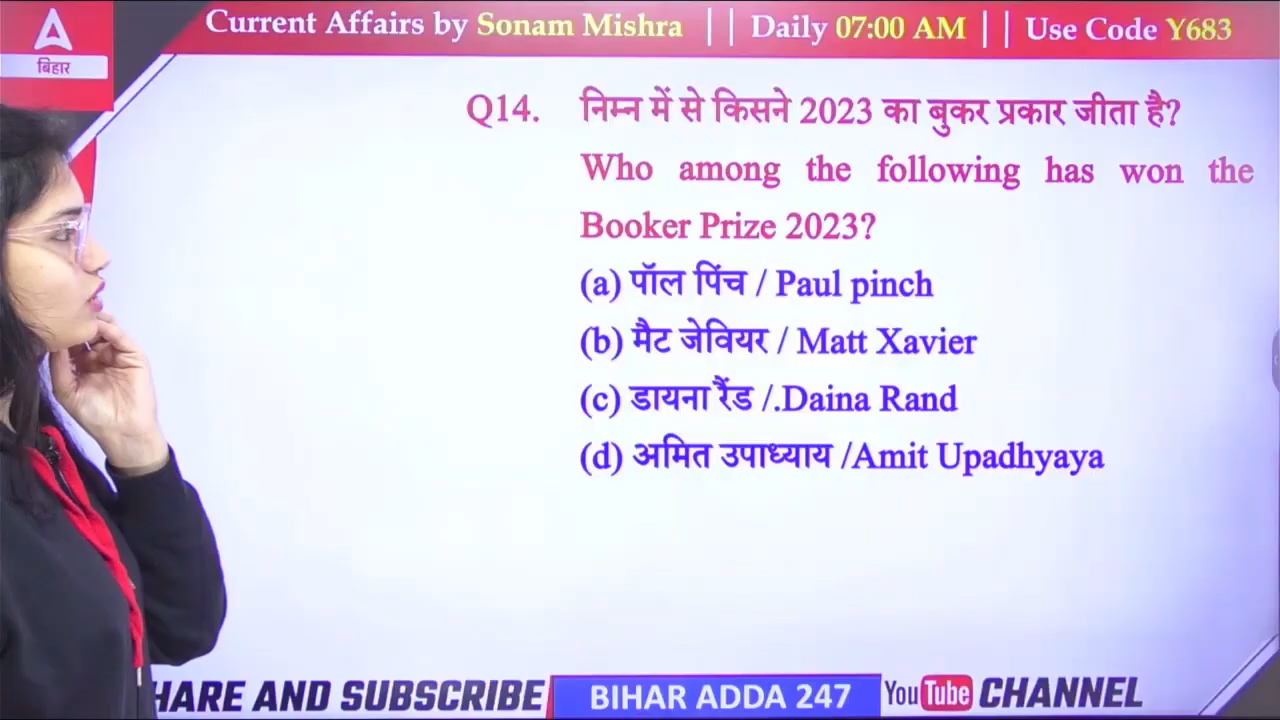 Current Affairs by Sonam Mishra || Daily 07:00 AM || Use Code Y683
A
बिहार
Q14. निम्न में से किसने 2023 का बुकर प्रकार जीता है?
Who among the following has won the
Booker Prize 2023?
(a) पॉल पिंच / Paul pinch
(b) मैट जेवियर / Matt Xavier
(c) डायना रैंड /.Daina Rand
(d) अमित उपाध्याय /Amit Upadhyaya
HARE AND SUBSCRIBE BIHAR ADDA 247 YouTube CHANNEL